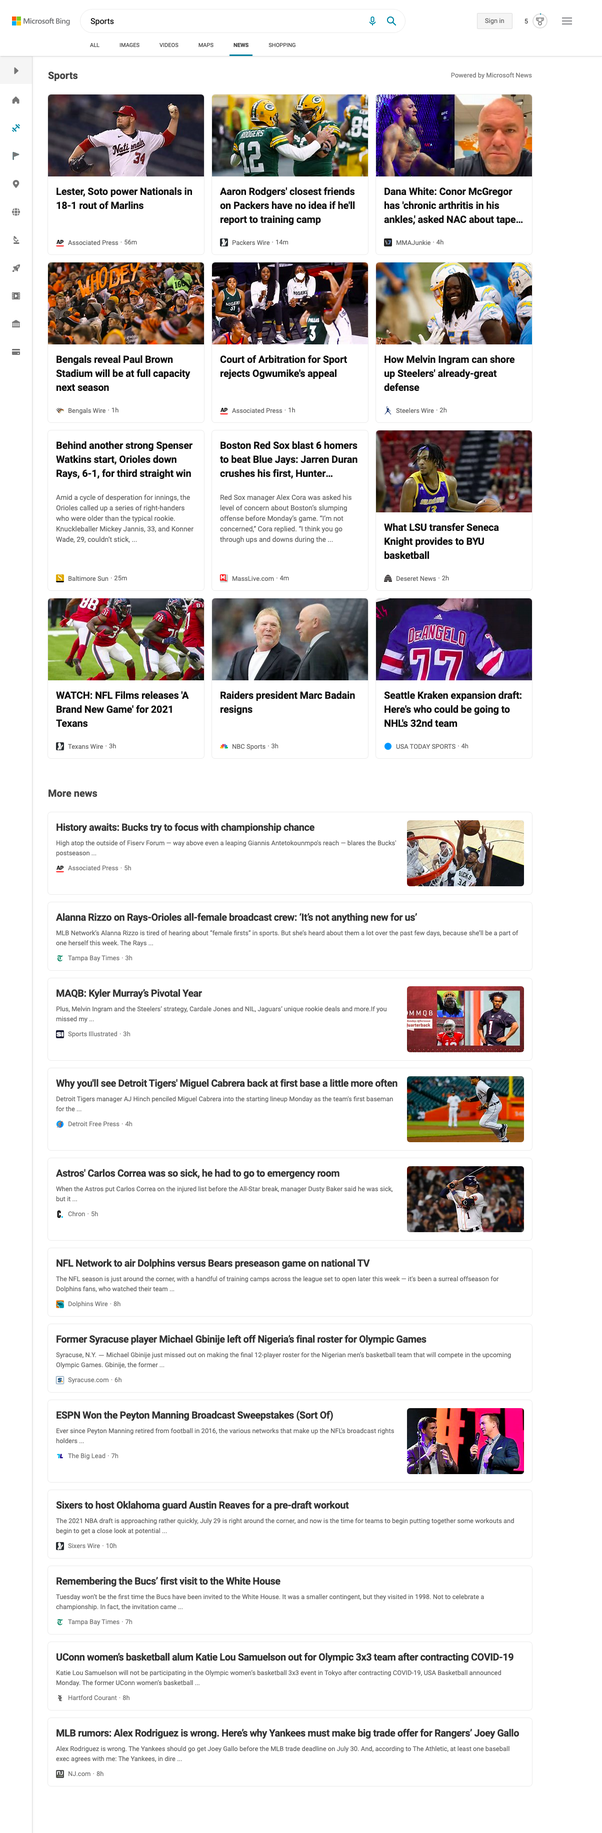 Microsoft Bing
Sports
Sign in
5
ALL IMAGES VIDEOS MAPS NEWS SHOPPING
Sports
Powered by Microsoft News
Lester, Soto power Nationals in
18-1 rout of Marlins
AP Associated Press · 56m
Aaron Rodgers' closest friends
on Packers have no idea if he'll
report to training camp
Packers Wire · 14m
Dana White: Conor McGregor
has 'chronic arthritis in his
ankles,' asked NAC about tape...
MMAJunkie · 4h
Bengals reveal Paul Brown
Stadium will be at full capacity
next season
Bengals Wire · 1h
Court of Arbitration for Sport
rejects Ogwumike's appeal
AP Associated Press · 1h
How Melvin Ingram can shore
up Steelers' already-great
defense
Steelers Wire · 2h
Behind another strong Spenser
Watkins start, Orioles down
Rays, 6-1, for third straight win
Amid a cycle of desperation for innings, the
Orioles called up a series of right-handers
who were older than the typical rookie.
Knuckleballer Mickey Jannis, 33, and Konner
Wade, 29, couldn't stick, ...
Baltimore Sun · 25m
Boston Red Sox blast 6 homers
to beat Blue Jays: Jarren Duran
crushes his first, Hunter...
Red Sox manager Alex Cora was asked his
level of concern about Boston's slumping
offense before Monday's game. "I'm not
concerned," Cora replied. "I think you go
through ups and downs during the ...
MassLive.com · 4m
What LSU transfer Seneca
Knight provides to BYU
basketball
Deseret News · 2h
WATCH: NFL Films releases 'A
Brand New Game' for 2021
Texans
Texans Wire · 3h
Raiders president Marc Badain
resigns
NBC Sports · 3h
Seattle Kraken expansion draft:
Here's who could be going to
NHL's 32nd team
USA TODAY SPORTS · 4h
Nationals
34
RODGERS
12
WHO DEY
3
13
88
DEANGELO
77
More news
History awaits: Bucks try to focus with championship chance
High atop the outside of Fiserv Forum — way above even a leaping Giannis Antetokounmpo's reach — blares the Bucks'
postseason ...
AP Associated Press · 5h
Alanna Rizzo on Rays-Orioles all-female broadcast crew: 'It's not anything new for us'
MLB Network's Alanna Rizzo is tired of hearing about "female firsts" in sports. But she's heard about them a lot over the past few days, because she'll be a part of
one herself this week. The Rays ...
Tampa Bay Times · 3h
MAQB: Kyler Murray's Pivotal Year
Plus, Melvin Ingram and the Steelers' strategy, Cardale Jones and NIL, Jaguars' unique rookie deals and more.If you
missed my ...
Sports Illustrated · 3h
Why you'll see Detroit Tigers' Miguel Cabrera back at first base a little more often
Detroit Tigers manager AJ Hinch penciled Miguel Cabrera into the starting lineup Monday as the team's first baseman
for the ...
Detroit Free Press · 4h
Astros' Carlos Correa was so sick, he had to go to emergency room
When the Astros put Carlos Correa on the injured list before the All-Star break, manager Dusty Baker said he was sick,
but it ...
Chron · 5h
NFL Network to air Dolphins versus Bears preseason game on national TV
The NFL season is just around the corner, with a handful of training camps across the league set to open later this week — it's been a surreal offseason for
Dolphins fans, who watched their team ...
Dolphins Wire · 8h
Former Syracuse player Michael Gbinije left off Nigeria's final roster for Olympic Games
Syracuse, N.Y. — Michael Gbinije just missed out on making the final 12-player roster for the Nigerian men's basketball team that will compete in the upcoming
Olympic Games. Gbinije, the former ...
Syracuse.com · 6h
ESPN Won the Peyton Manning Broadcast Sweepstakes (Sort Of)
Ever since Peyton Manning retired from football in 2016, the various networks that make up the NFL's broadcast rights
holders ...
The Big Lead · 7h
Sixers to host Oklahoma guard Austin Reaves for a pre-draft workout
The 2021 NBA draft is approaching rather quickly, July 29 is right around the corner, and now is the time for teams to begin putting together some workouts and
begin to get a close look at potential ...
Sixers Wire · 10h
Remembering the Bucs' first visit to the White House
Tuesday won't be the first time the Bucs have been invited to the White House. It was a smaller contingent, but they visited in 1998. Not to celebrate a
championship. In fact, the invitation came ...
Tampa Bay Times · 7h
UConn women's basketball alum Katie Lou Samuelson out for Olympic 3x3 team after contracting COVID-19
Katie Lou Samuelson will not be participating in the Olympic women's basketball 3x3 event in Tokyo after contracting COVID-19, USA Basketball announced
Monday. The former UConn women's basketball ...
Hartford Courant · 8h
MLB rumors: Alex Rodriguez is wrong. Here's why Yankees must make big trade offer for Rangers' Joey Gallo
Alex Rodriguez is wrong. The Yankees should go get Joey Gallo before the MLB trade deadline on July 30. And, according to The Athletic, at least one baseball
exec agrees with me: The Yankees, in dire ...
NJ.com · 8h